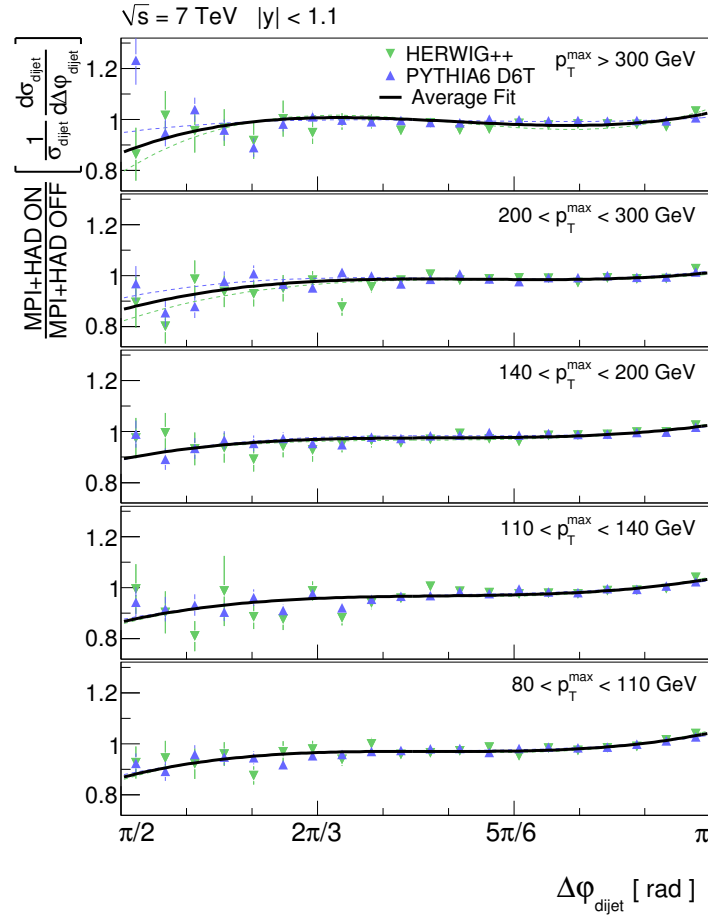 √s = 7 TeV |y| < 1.1
MPI+HAD ON
MPI+HAD OFF
[ 1/σ_dijet dσ_dijet/dΔφ_dijet ]
HERWIG++
PYTHIA6 D6T
Average Fit
p_T^max > 300 GeV
1.2
1
0.8
200 < p_T^max < 300 GeV
1.2
1
0.8
140 < p_T^max < 200 GeV
1.2
1
0.8
110 < p_T^max < 140 GeV
1.2
1
0.8
80 < p_T^max < 110 GeV
1.2
1
0.8
π/2 2π/3 5π/6 π
Δφ_dijet [ rad ]